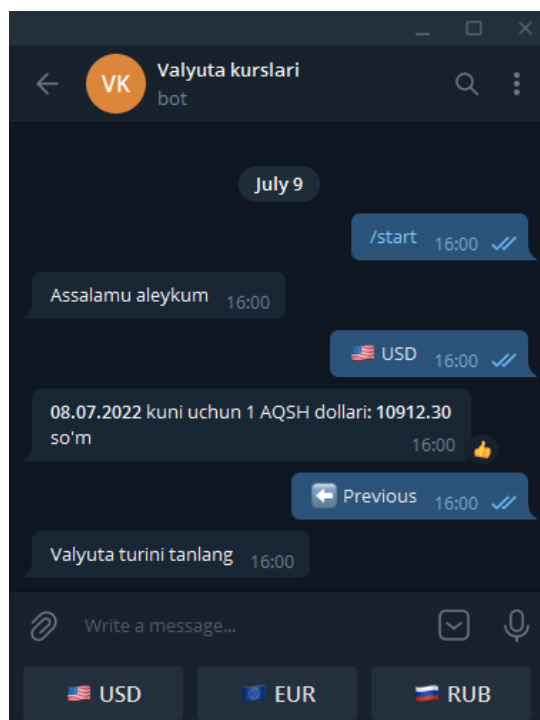 VK
Valyuta kurslari
bot
July 9
/start 16:00
Assalamu aleykum 16:00
🇺🇸 USD 16:00
08.07.2022 kuni uchun 1 AQSH dollari: 10912.30
so'm 16:00 👍
⬅️ Previous 16:00
Valyuta turini tanlang 16:00
Write a message...
🇺🇸 USD 🇪🇺 EUR 🇷🇺 RUB